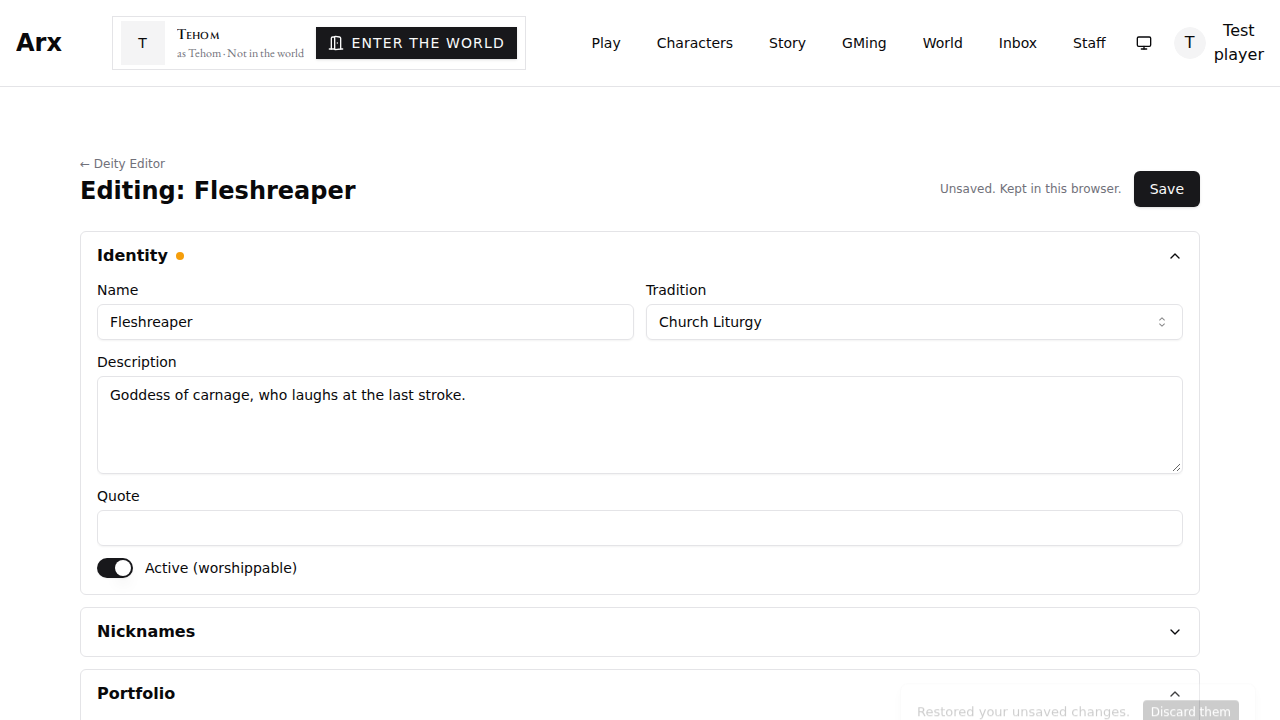 Arx
T
Tehom
as Tehom · Not in the world
ENTER THE WORLD
Play
Characters
Story
GMing
World
Inbox
Staff
T
Test player
← Deity Editor
Editing: Fleshreaper
Unsaved. Kept in this browser.
Save
Identity
Name
Tradition
Fleshreaper
Church Liturgy
Description
Goddess of carnage, who laughs at the last stroke.
Quote
Active (worshippable)
Nicknames
Portfolio
Restored your unsaved changes.
Discard them